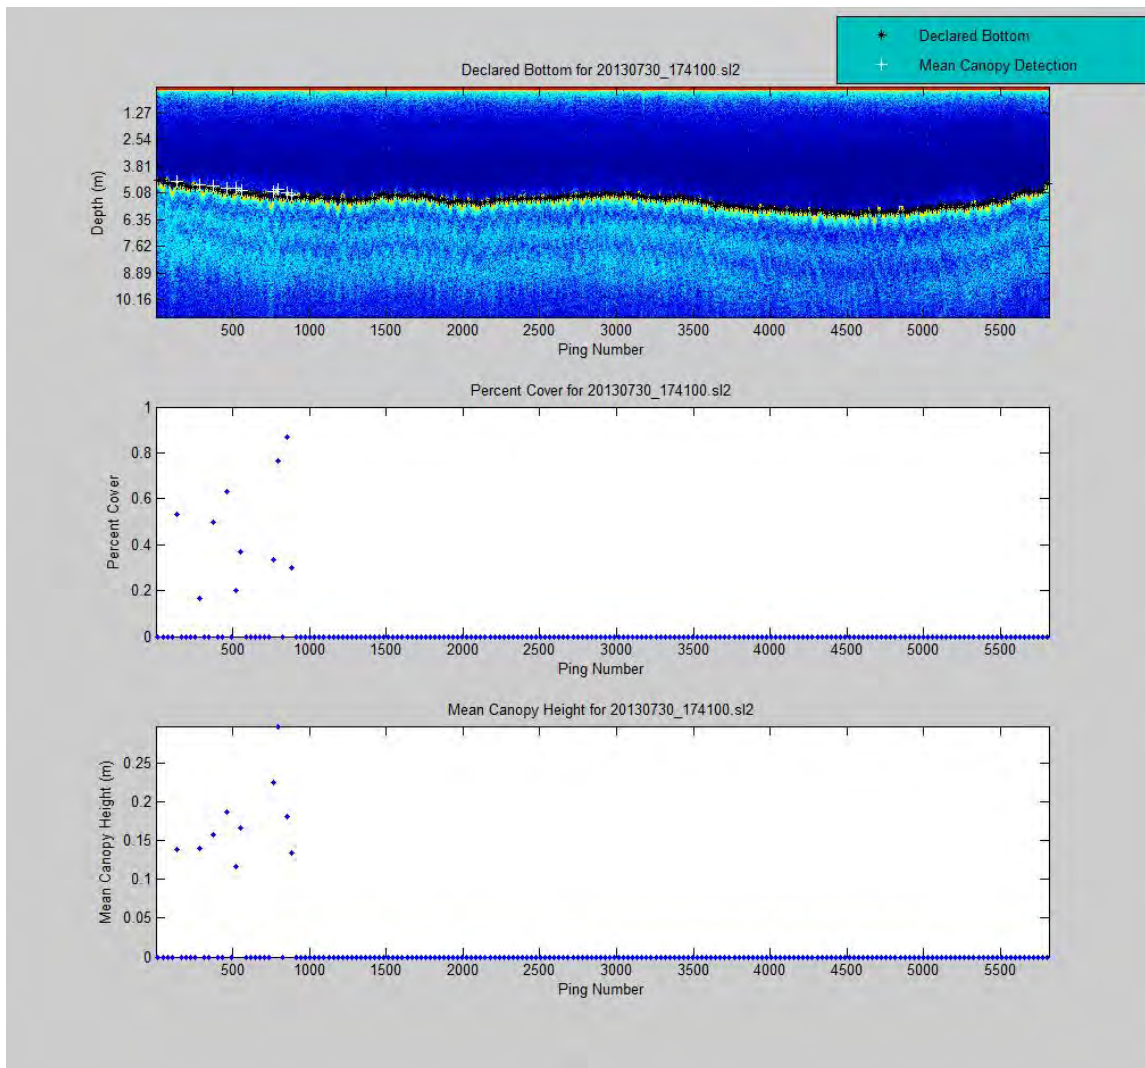 Declared Bottom
Mean Canopy Detection
Declared Bottom for 20130730_174100.sl2
1.27
2.54
3.81
5.08
6.35
7.62
8.89
10.16
Depth (m)
500 1000 1500 2000 2500 3000 3500 4000 4500 5000 5500
Ping Number
Percent Cover for 20130730_174100.sl2
1
0.8
0.6
0.4
0.2
0
Percent Cover
500 1000 1500 2000 2500 3000 3500 4000 4500 5000 5500
Ping Number
Mean Canopy Height for 20130730_174100.sl2
0.25
0.2
0.15
0.1
0.05
0
Mean Canopy Height (m)
500 1000 1500 2000 2500 3000 3500 4000 4500 5000 5500
Ping Number